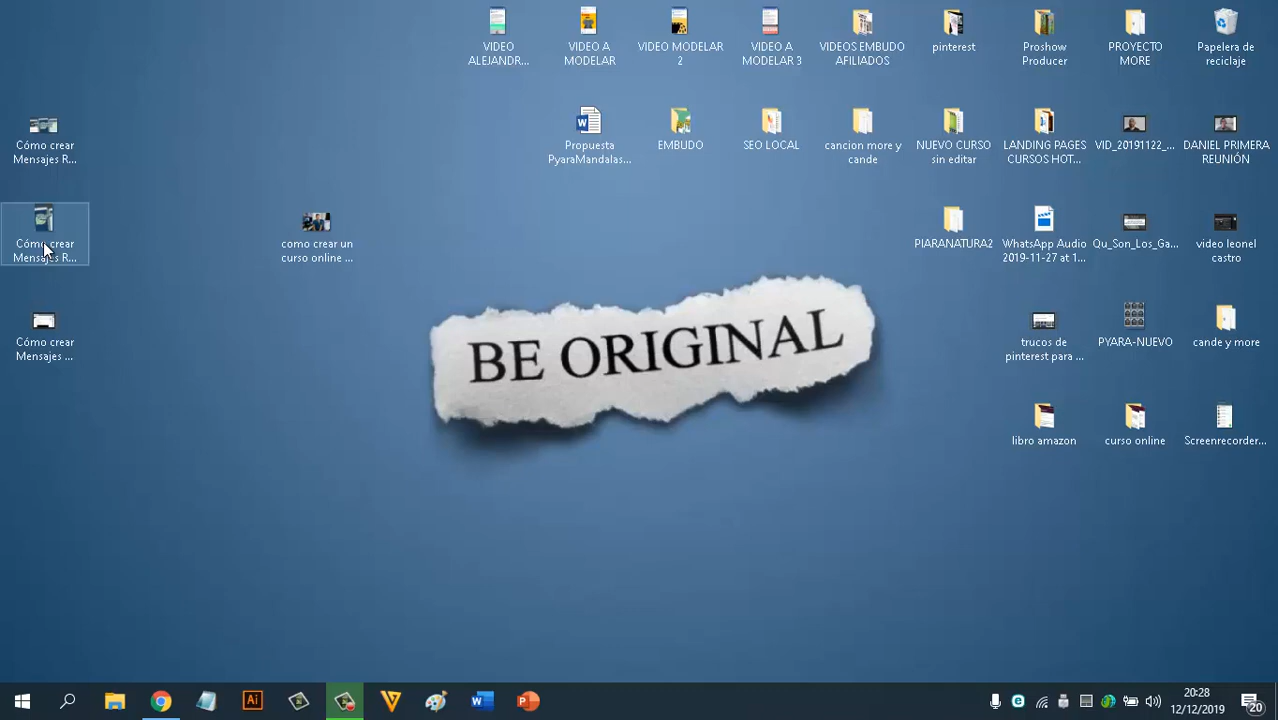 VIDEO
ALEJANDR...
VIDEO A
MODELAR
VIDEO MODELAR
2
VIDEO A
MODELAR 3
VIDEOS EMBUDO
AFILIADOS
pinterest
Proshow
Producer
PROYECTO
MORE
Papelera de
reciclaje
Cómo crear
Mensajes R...
Propuesta
PyaraMandalas...
EMBUDO
SEO LOCAL
cancion more y
cande
NUEVO CURSO
sin editar
LANDING PAGES
CURSOS HOT...
VID_20191122_...
DANIEL PRIMERA
REUNIÓN
Cómo crear
Mensajes R...
como crear un
curso online ...
PIARANATURA2
WhatsApp Audio
2019-11-27 at 1...
Qu_Son_Los_Ga...
video leonel
castro
Cómo crear
Mensajes ...
trucos de
pinterest para ...
PYARA-NUEVO
cande y more
BE ORIGINAL
libro amazon
curso online
Screenrecorder...
20:28
12/12/2019
20